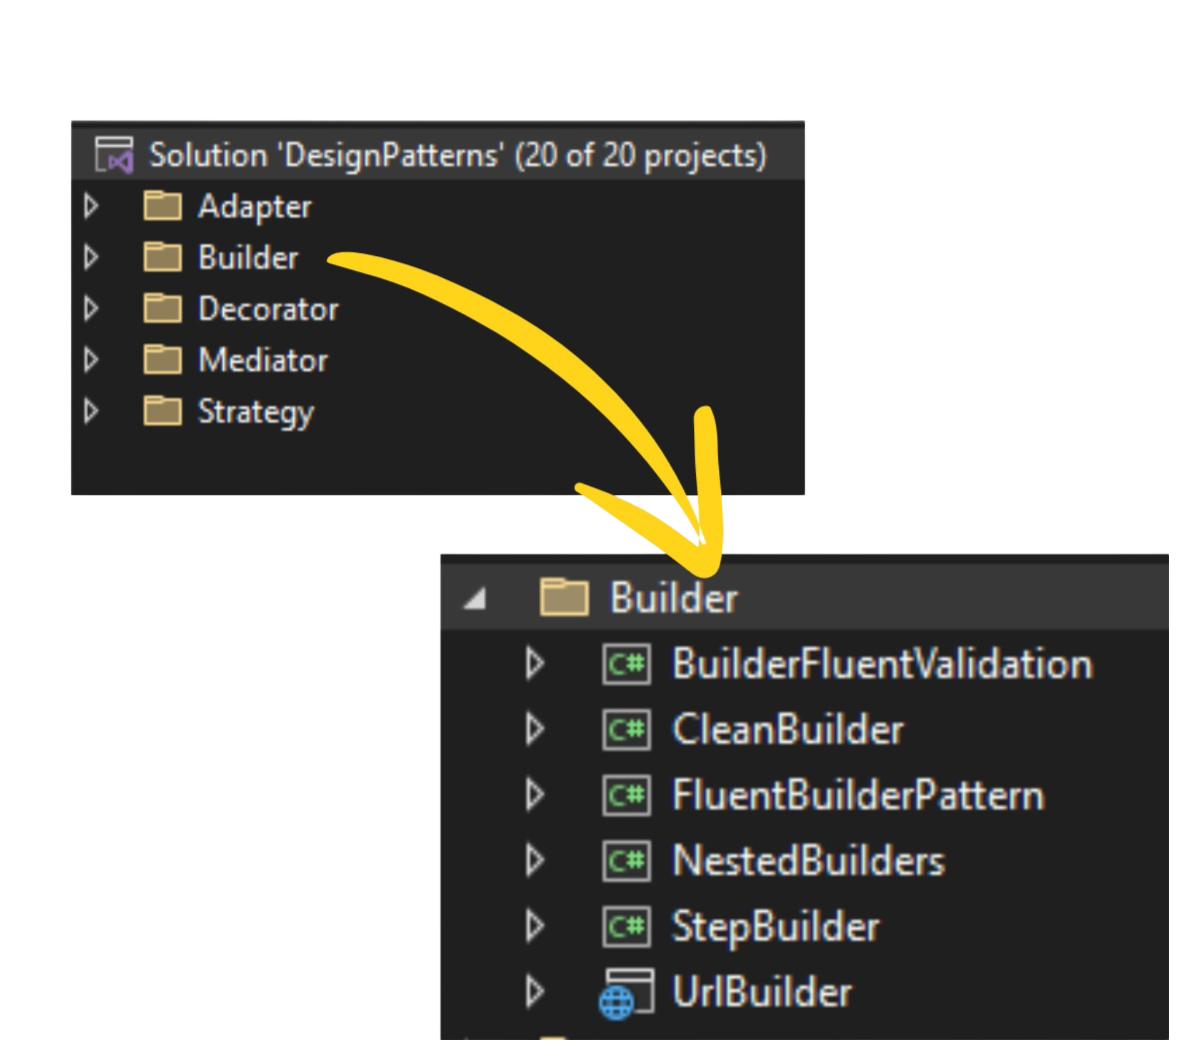 Solution 'DesignPatterns' (20 of 20 projects)
Adapter
Builder
Decorator
Mediator
Strategy
Builder
C# BuilderFluentValidation
C# CleanBuilder
C# FluentBuilderPattern
C# NestedBuilders
C# StepBuilder
UrlBuilder